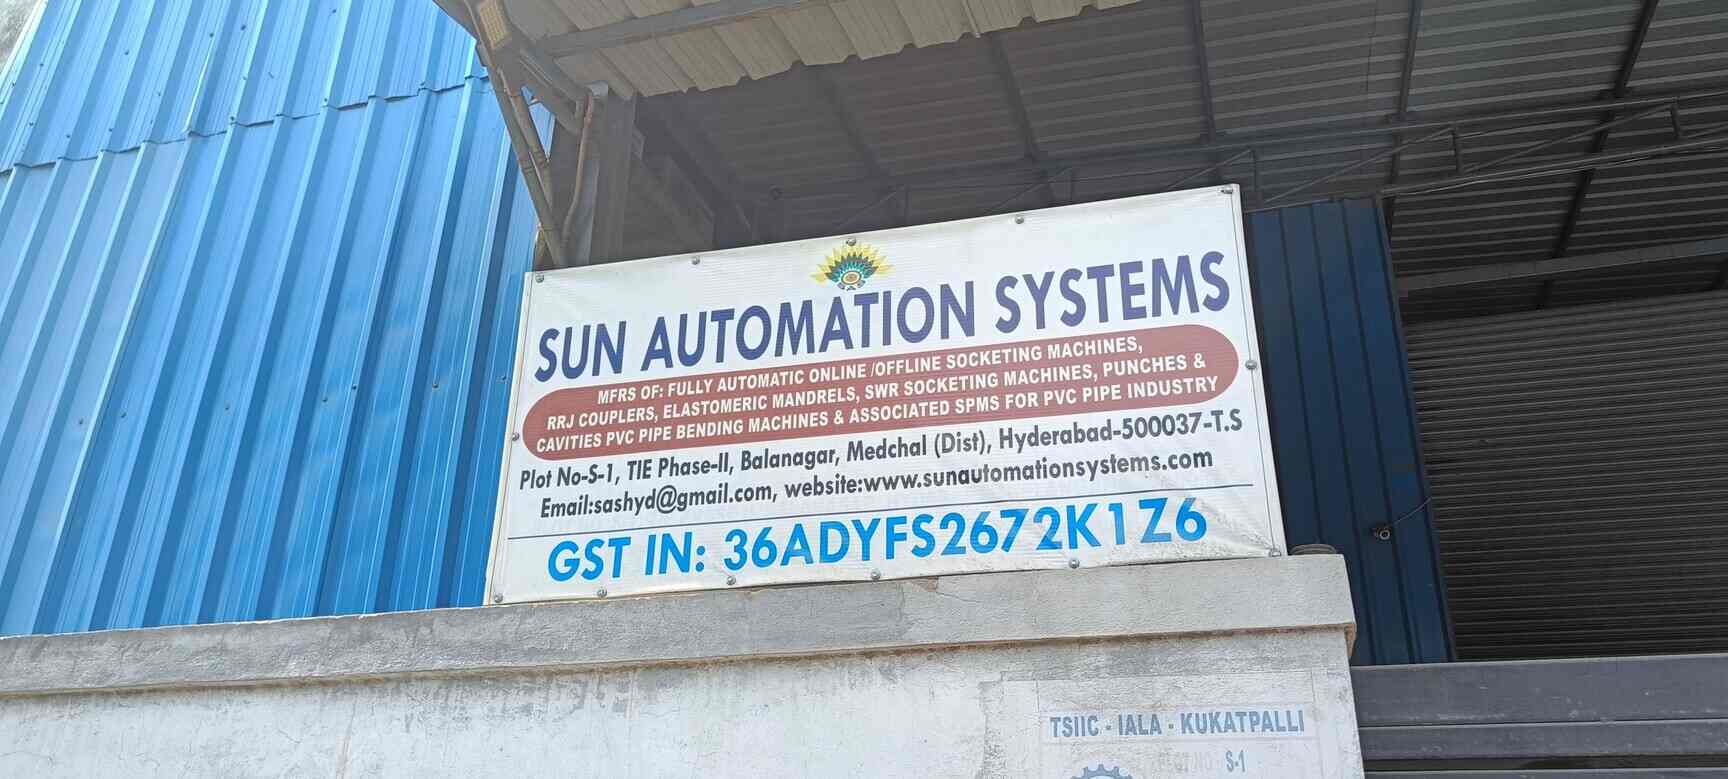 SUN AUTOMATION SYSTEMS
MFRS OF: FULLY AUTOMATIC ONLINE /OFFLINE SOCKETING MACHINES,
RRJ COUPLERS, ELASTOMERIC MANDRELS, SWR SOCKETING MACHINES, PUNCHES &
CAVITIES PVC PIPE BENDING MACHINES & ASSOCIATED SPMS FOR PVC PIPE INDUSTRY
Plot No-S-1, TIE Phase-II, Balanagar, Medchal (Dist), Hyderabad-500037-T.S
Email:sashyd@gmail.com, website:www.sunautomationsystems.com
GST IN: 36ADYFS2672K1Z6
TSIIC - IALA - KUKATPALLI
S-1